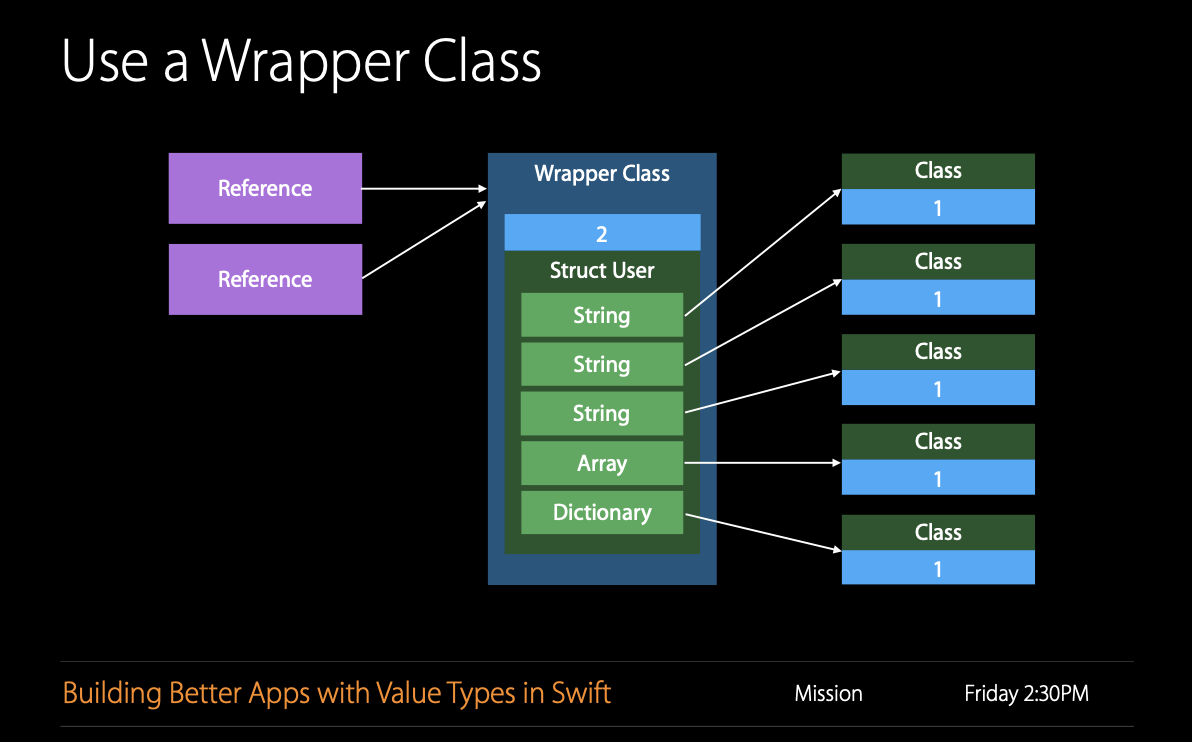 Use a Wrapper Class
Reference
Reference
Wrapper Class
2
Struct User
String
String
String
Array
Dictionary
Class
1
Class
1
Class
1
Class
1
Class
1
Building Better Apps with Value Types in Swift
Mission
Friday 2:30PM